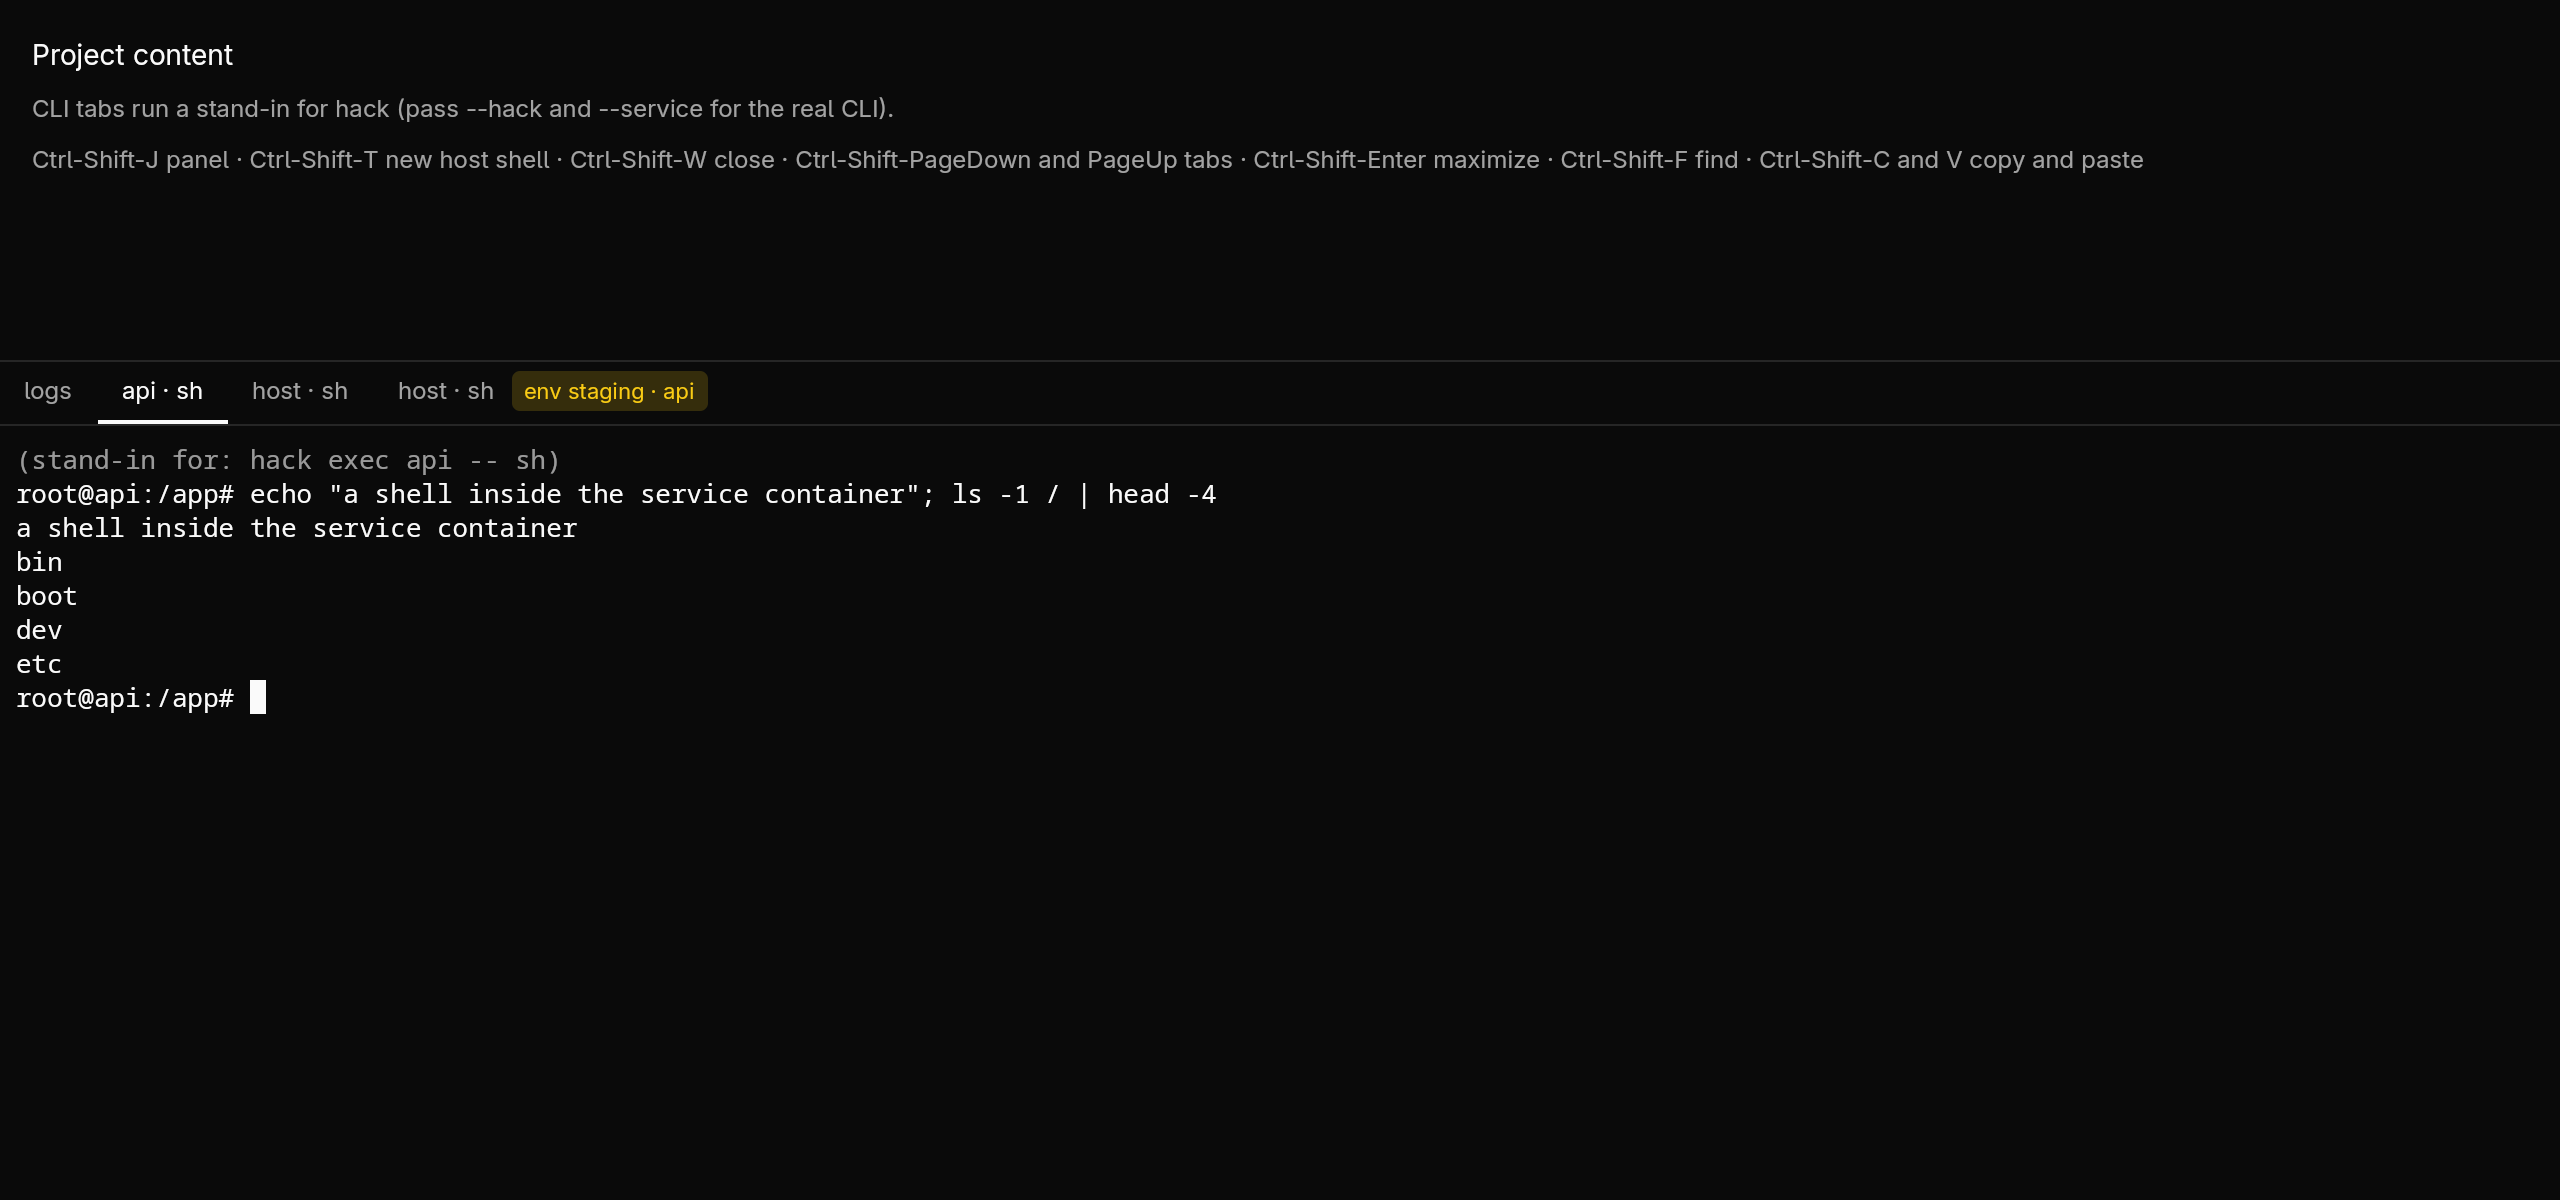 Project content
CLI tabs run a stand-in for hack (pass --hack and --service for the real CLI).
Ctrl-Shift-J panel · Ctrl-Shift-T new host shell · Ctrl-Shift-W close · Ctrl-Shift-PageDown and PageUp tabs · Ctrl-Shift-Enter maximize · Ctrl-Shift-F find · Ctrl-Shift-C and V copy and paste
logs api · sh host · sh host · sh env staging · api
(stand-in for: hack exec api -- sh)
root@api:/app# echo "a shell inside the service container"; ls -1 / | head -4
a shell inside the service container
bin
boot
dev
etc
root@api:/app#